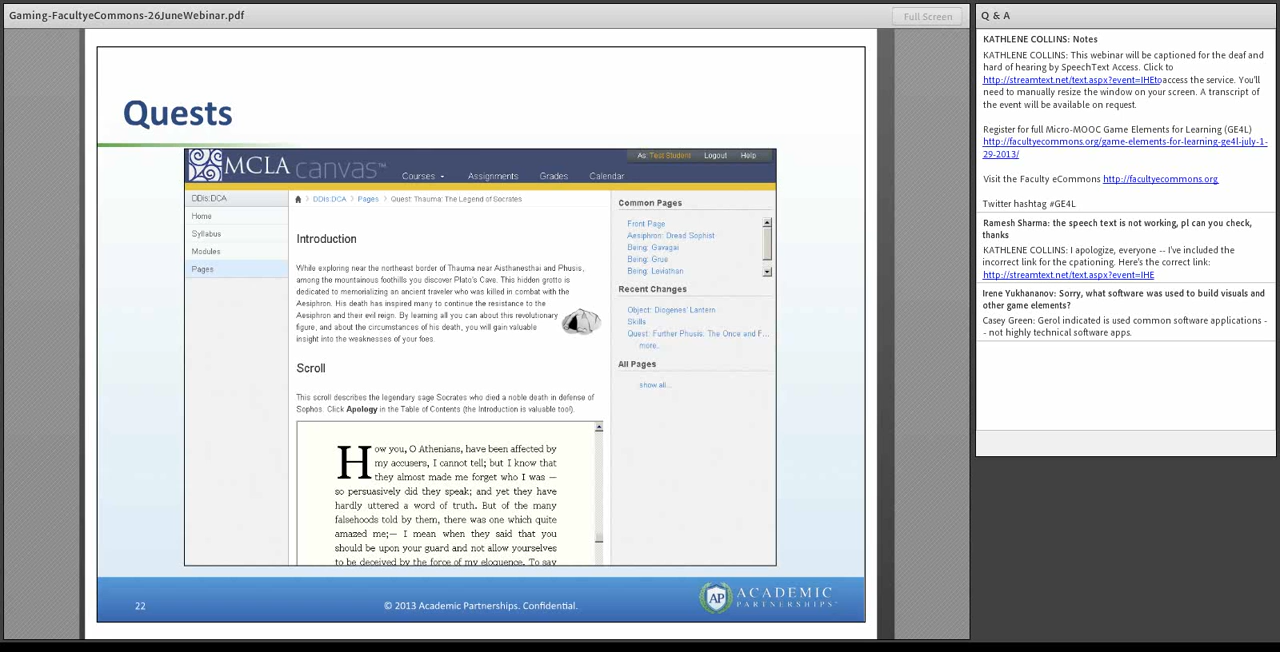 Gaming-FacultyeCommons-26JuneWebinar.pdf
Full Screen
Quests
MCLA canvas™
As: Test Student Logout Help
Courses Assignments Grades Calendar
DDis:DCA
Home
Syllabus
Modules
Pages
DDis:DCA > Pages > Quest: Thauma: The Legend of Socrates
Introduction
While exploring near the northeast border of Thauma near Aisthanesthai and Phusis,
among the mountainous foothills you discover Plato's Cave. This hidden grotto is
dedicated to memorializing an ancient traveler who was killed in combat with the
Aesiphron. His death has inspired many to continue the resistance to the
Aesiphron and their evil reign. By learning all you can about this revolutionary
figure, and about the circumstances of his death, you will gain valuable
insight into the weaknesses of your foes.
Scroll
This scroll describes the legendary sage Socrates who died a noble death in defense of
Sophos. Click Apology in the Table of Contents (the Introduction is valuable too!).
How you, O Athenians, have been affected by
my accusers, I cannot tell; but I know that
they almost made me forget who I was —
so persuasively did they speak; and yet they have
hardly uttered a word of truth. But of the many
falsehoods told by them, there was one which quite
amazed me;— I mean when they said that you
should be upon your guard and not allow yourselves
to be deceived by the force of my eloquence. To say
Common Pages
Front Page
Aesiphron: Dread Sophist
Being: Gavagai
Being: Grue
Being: Leviathan
Recent Changes
Object: Diogenes' Lantern
Skills
Quest: Further Phusis: The Once and F...
more..
All Pages
show all...
22
© 2013 Academic Partnerships. Confidential.
AP ACADEMIC
PARTNERSHIPS
Q & A
KATHLENE COLLINS: Notes
KATHLENE COLLINS: This webinar will be captioned for the deaf and
hard of hearing by SpeechText Access. Click to
http://streamtext.net/text.aspx?event=IHEtoaccess the service. You'll
need to manually resize the window on your screen. A transcript of
the event will be available on request.
Register for full Micro-MOOC Game Elements for Learning (GE4L)
http://facultyecommons.org/game-elements-for-learning-ge4l-july-1-
29-2013/
Visit the Faculty eCommons http://facultyecommons.org
Twitter hashtag #GE4L
Ramesh Sharma: the speech text is not working, pl can you check,
thanks
KATHLENE COLLINS: I apologize, everyone -- I've included the
incorrect link for the cpationing. Here's the correct link:
http://streamtext.net/text.aspx?event=IHE
Irene Yukhananov: Sorry, what software was used to build visuals and
other game elements?
Casey Green: Gerol indicated is used common software applications -
- not highly technical software apps.